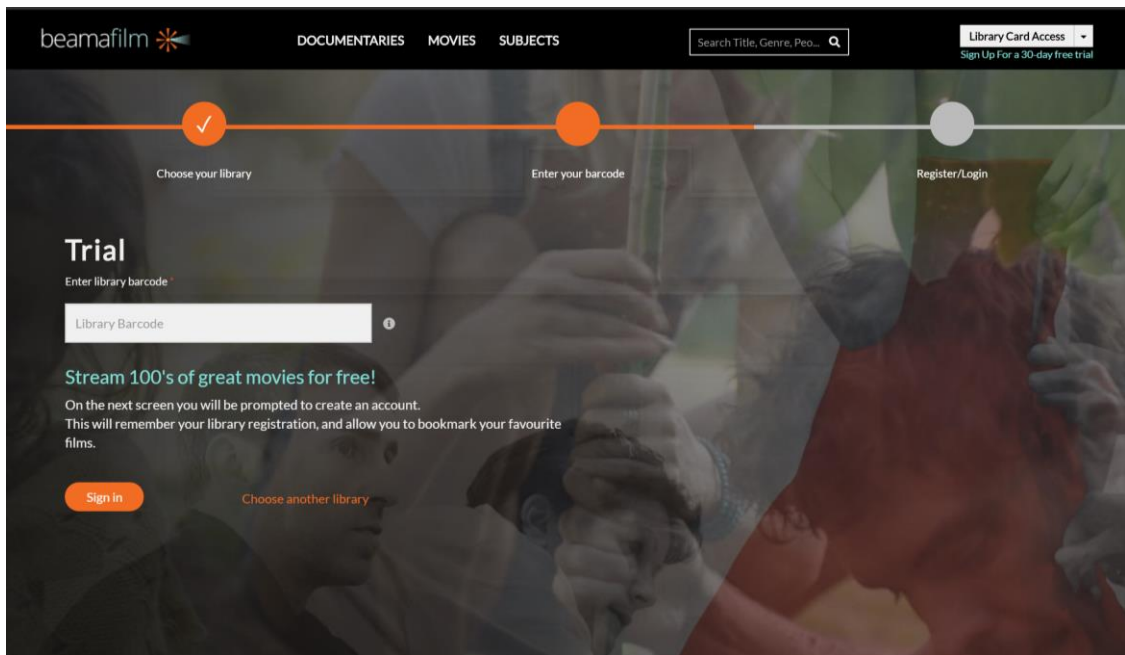 beamafilm
DOCUMENTARIES MOVIES SUBJECTS
Search Title, Genre, Peo...
Library Card Access
Sign Up For a 30-day free trial
Choose your library
Enter your barcode
Register/Login
Trial
Enter library barcode *
Library Barcode
Stream 100's of great movies for free!
On the next screen you will be prompted to create an account.
This will remember your library registration, and allow you to bookmark your favourite
films.
Sign in
Choose another library